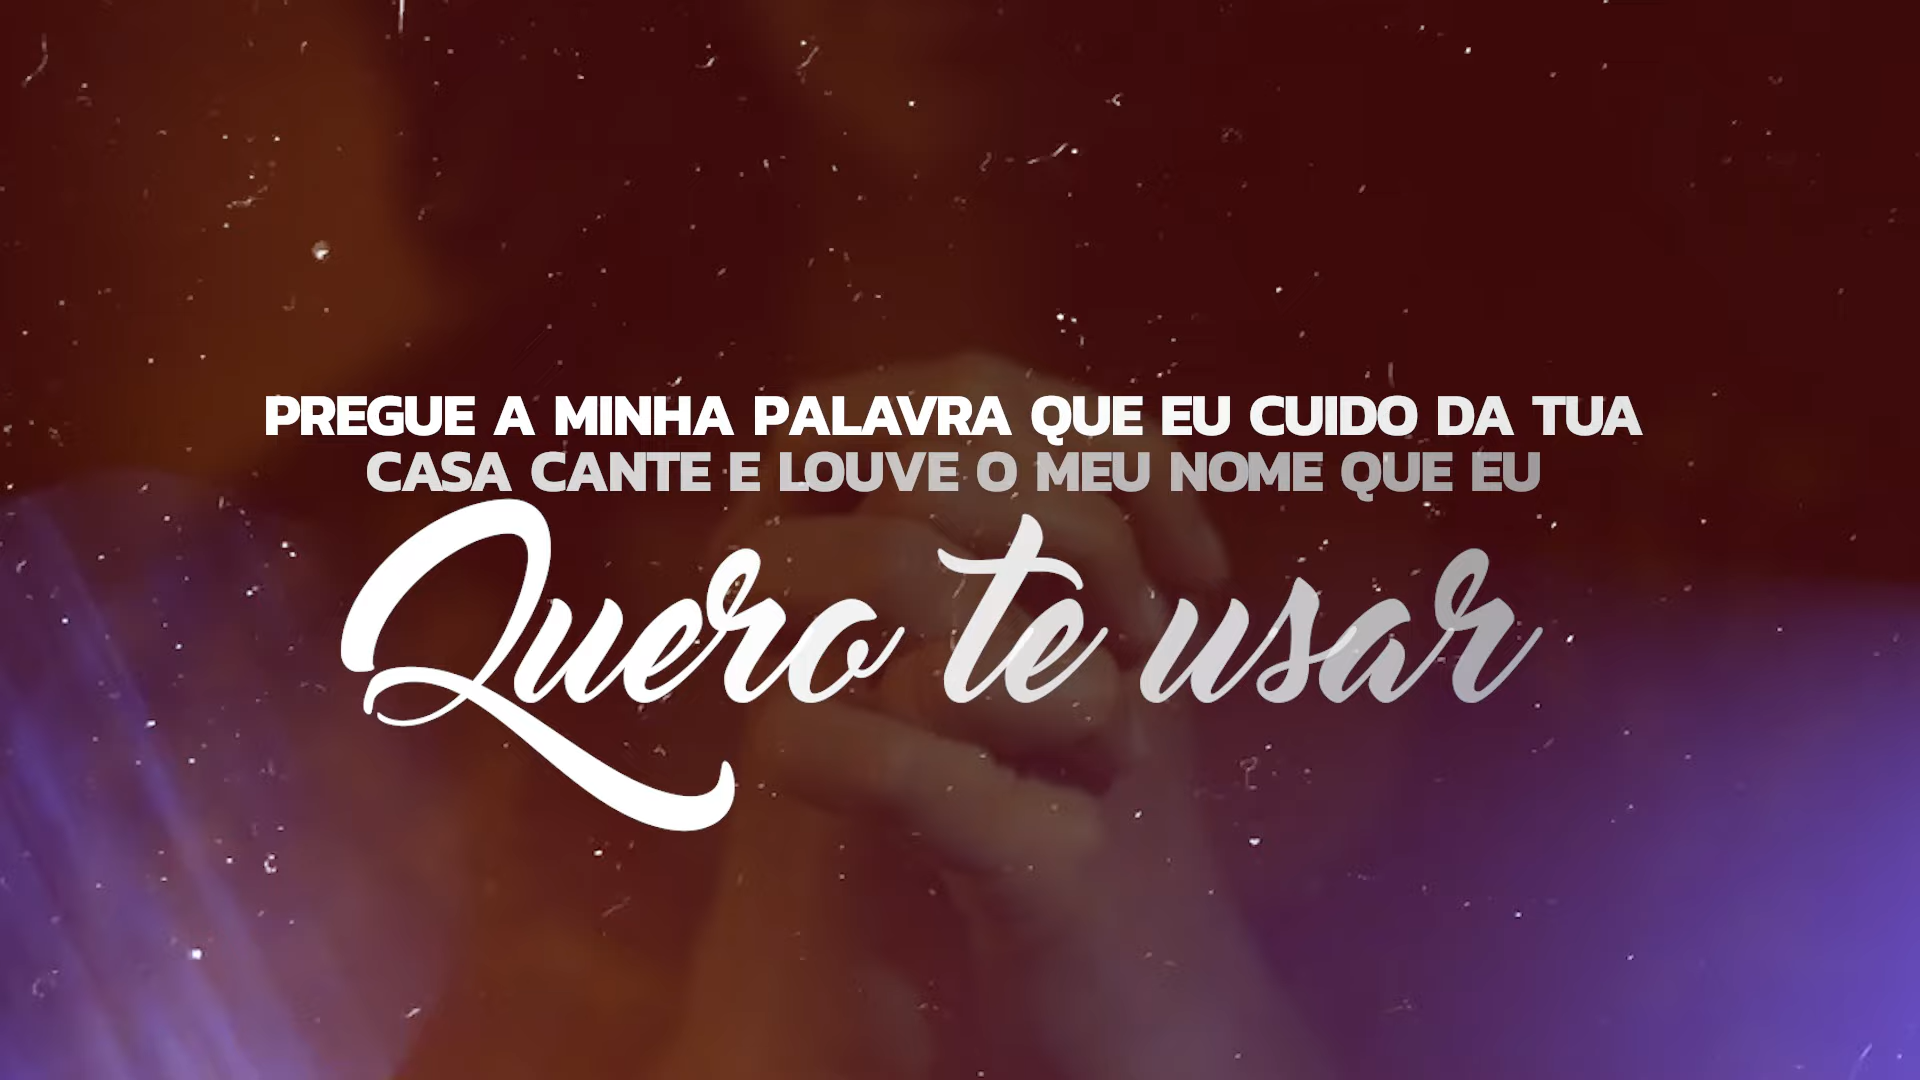 PREGUE A MINHA PALAVRA QUE EU CUIDO DA TUA
CASA CANTE E LOUVE O MEU NOME QUE EU
Quero te usar